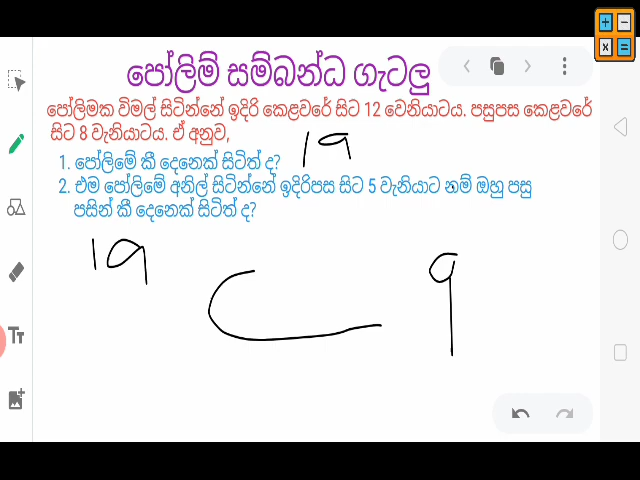 පෝලිම් සම්බන්ධ ගැටලු
පෝලිමක විමල් සිටින්නේ ඉදිරි කෙළවරේ සිට 12 වෙනියාටය. පසුපස කෙළවරේ
සිට 8 වැනියාටය. ඒ අනුව,
1. පෝලිමේ කී දෙනෙක් සිටිත් ද?
19
2. එම පෝලිමේ අනිල් සිටින්නේ ඉදිරිපස සිට 5 වැනියාට නම් ඔහු පසු
පසින් කී දෙනෙක් සිටිත් ද?
19
9